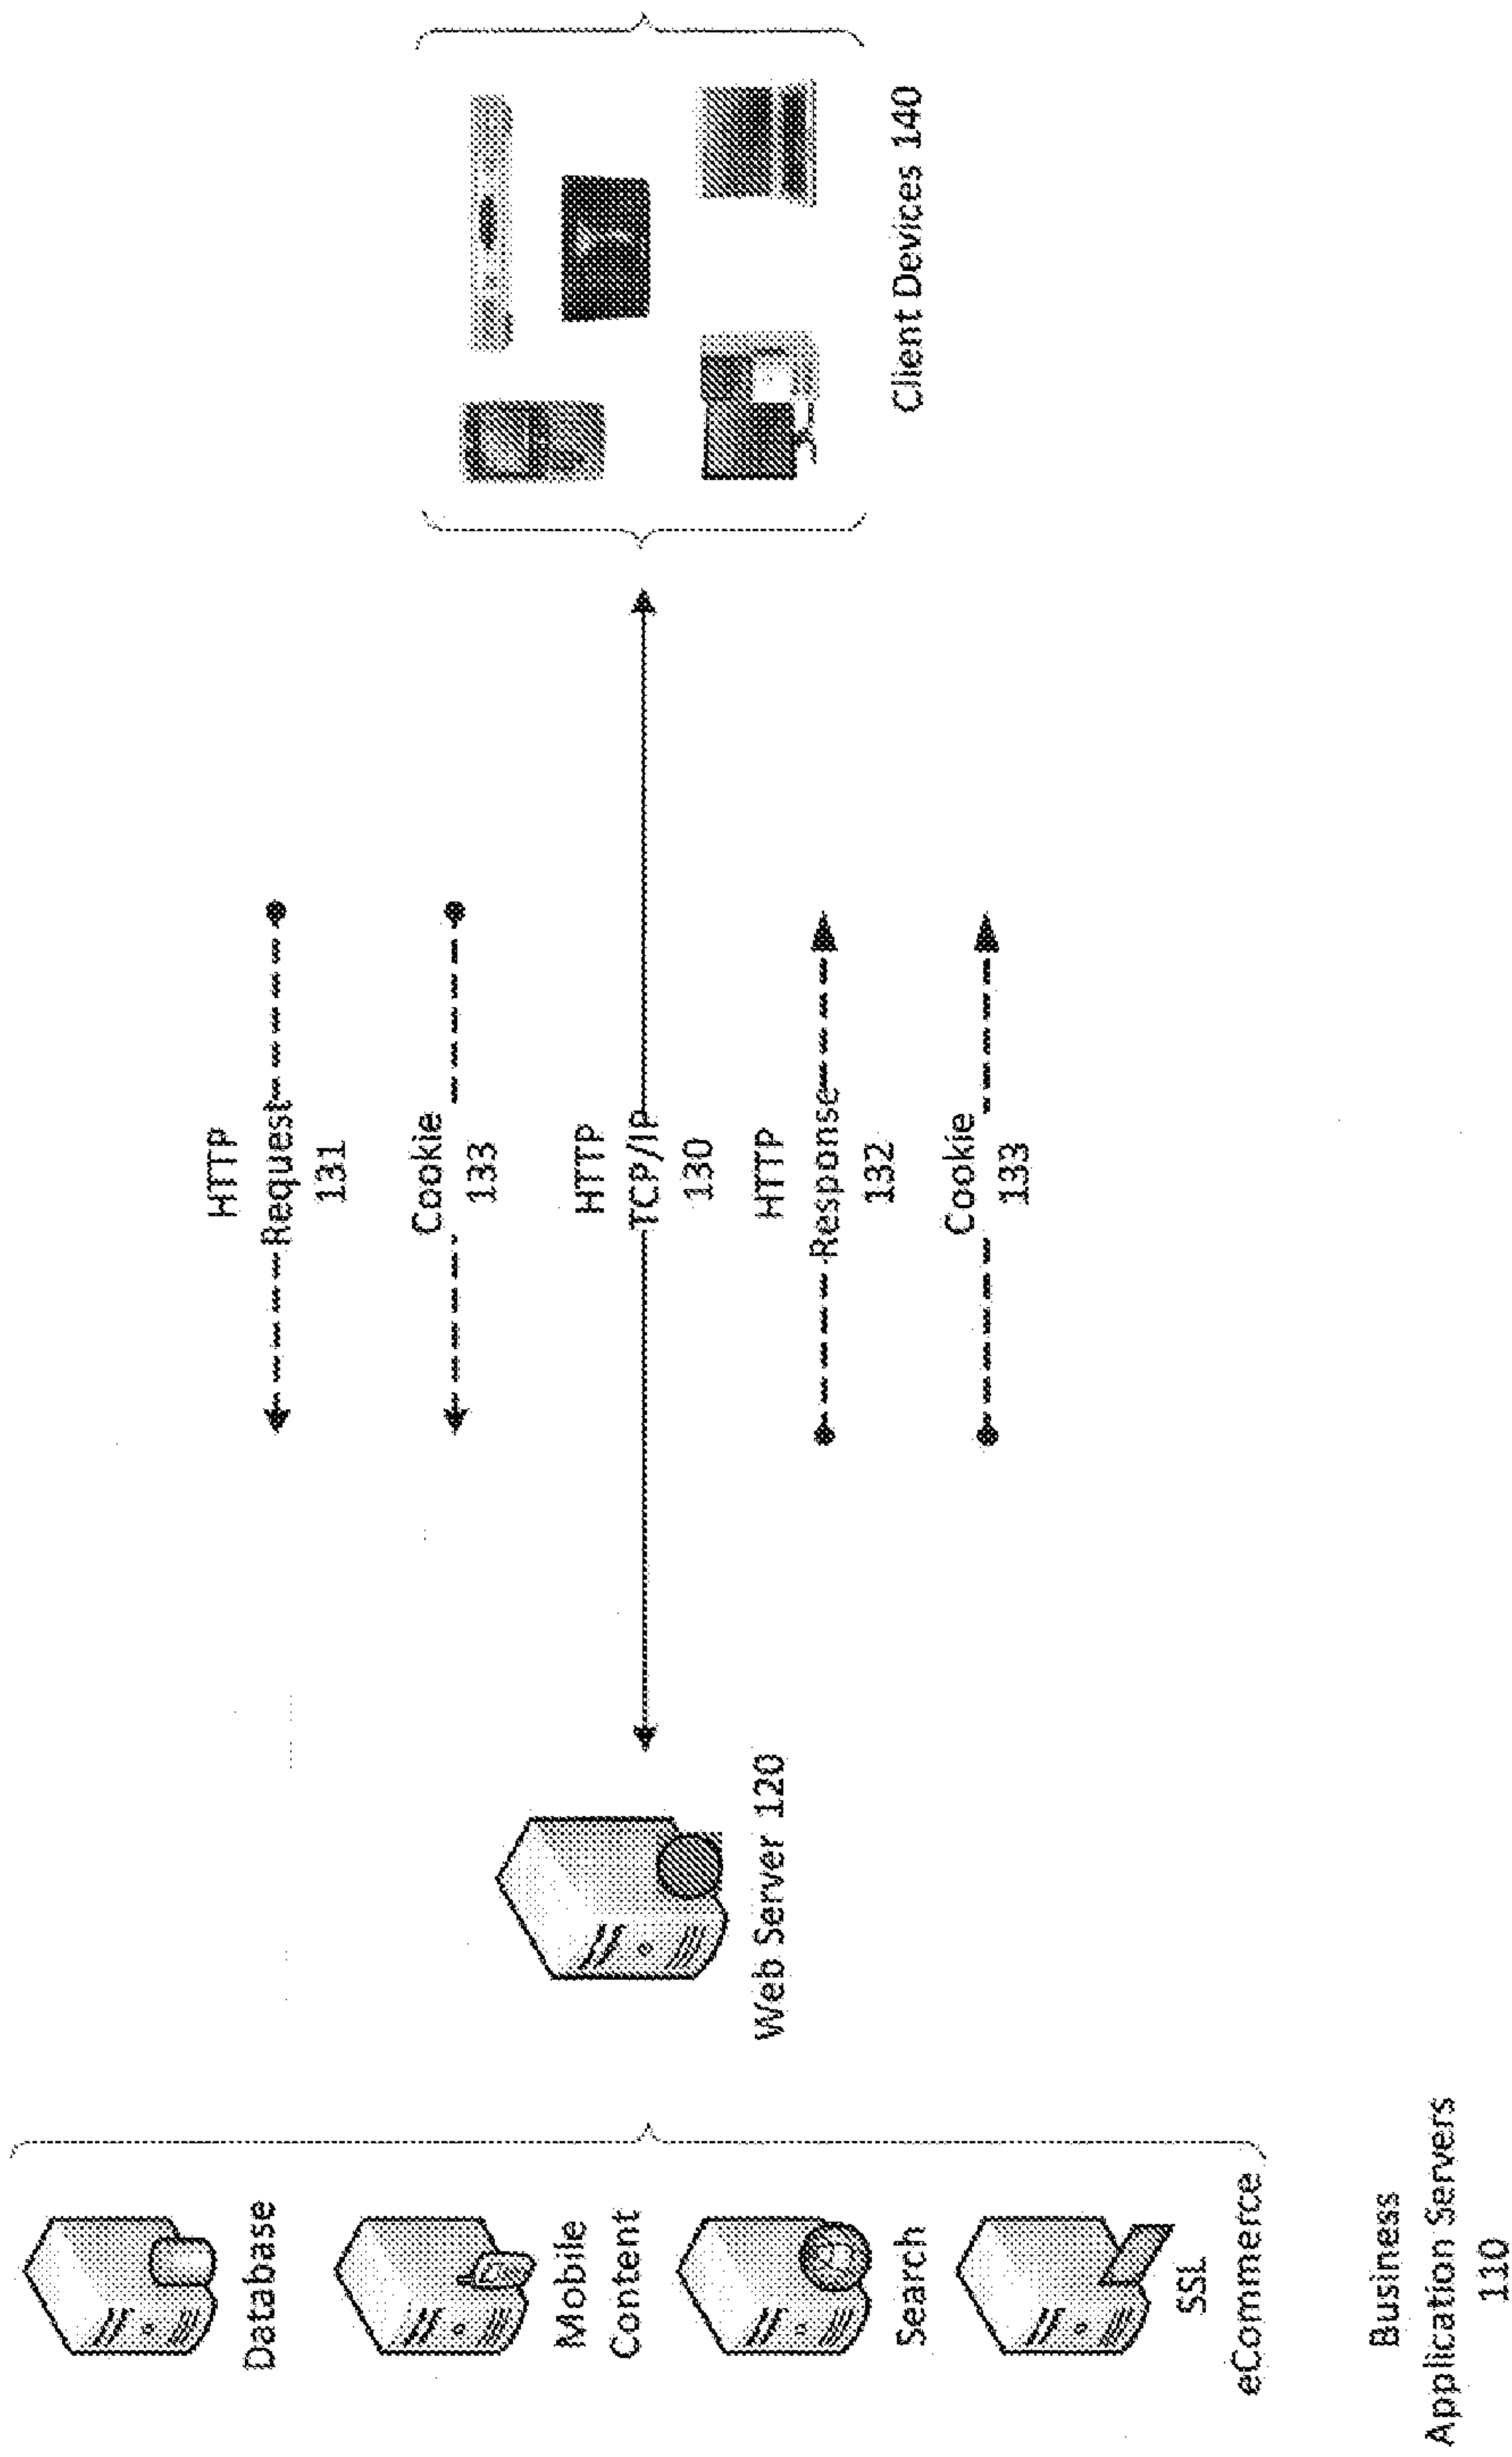 Database
Mobile
Content
Search
SSL
eCommerce
Business
Application Servers
110
Web Server 120
HTTP
Request
131
Cookie
133
HTTP
TCP/IP
130
HTTP
Response
132
Cookie
133
Client Devices 140